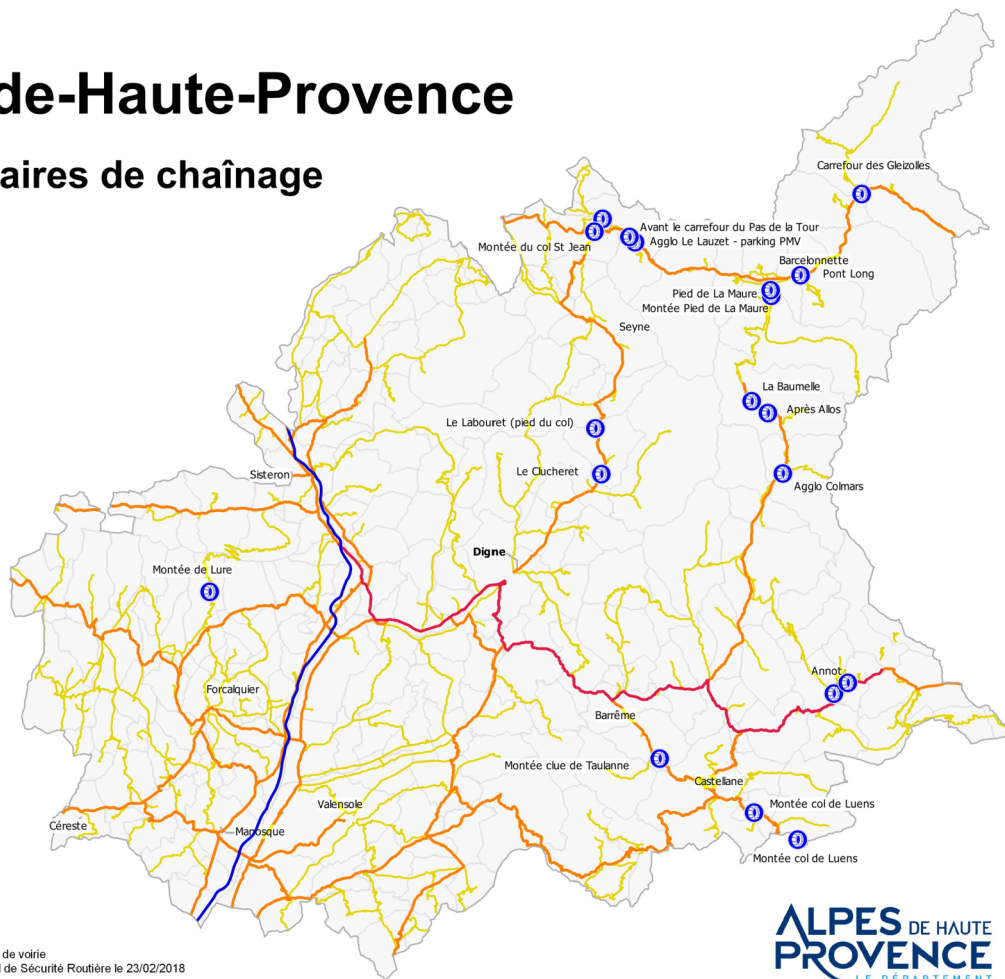 de-Haute-Provence
aires de chaînage
Carrefour des Gleizolles
Avant le carrefour du Pas de la Tour
Montée du col St Jean
Agglo Le Lauzet - parking PMV
Barcelonnette
Pont Long
Pied de La Maure
Montée Pied de La Maure
Seyne
La Baumelle
Après Allos
Le Labouret (pied du col)
Le Clucheret
Sisteron
Agglo Colmars
Digne
Montée de Lure
Annot
Forcalquier
Barrême
Montée clue de Taulanne
Castellane
Valensole
Montée col de Luens
Céreste
Manosque
Montée col de Luens
ALPES DE HAUTE
PROVENCE
LE DÉPARTEMENT
de voirie
l de Sécurité Routière le 23/02/2018